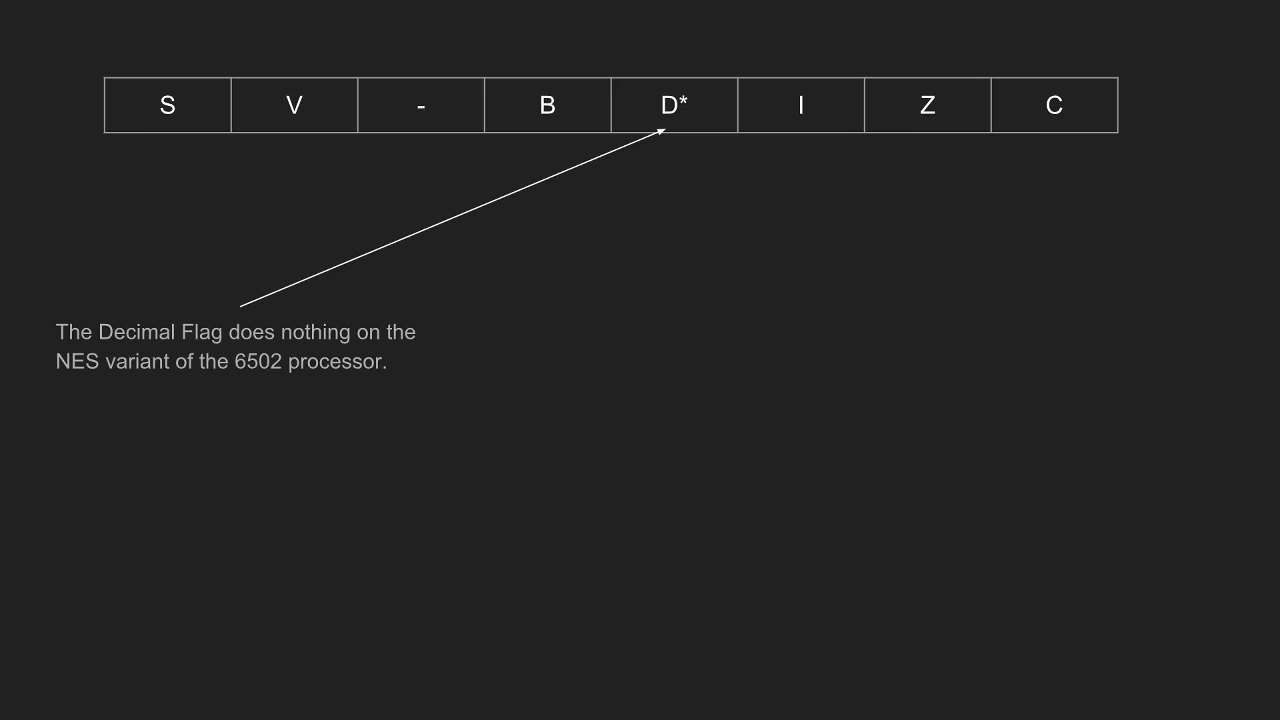 S V - B D* I Z C
The Decimal Flag does nothing on the
NES variant of the 6502 processor.